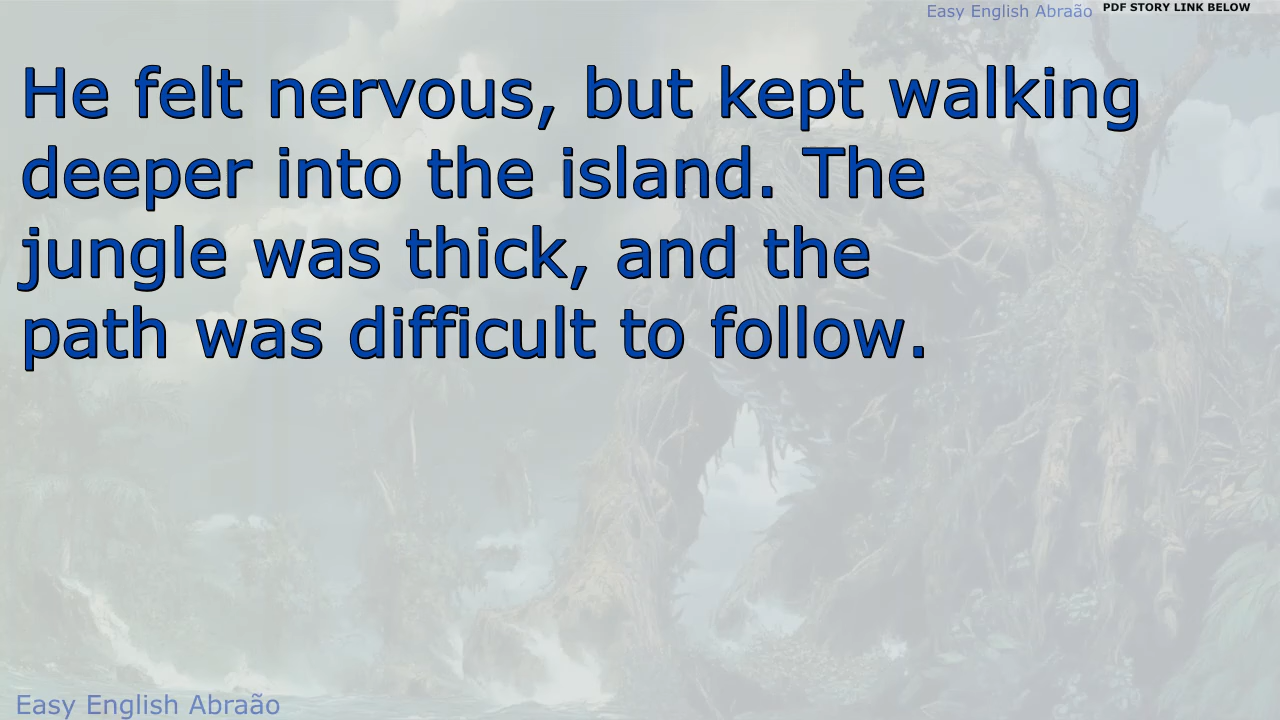 Easy English Abraão PDF STORY LINK BELOW
He felt nervous, but kept walking
deeper into the island. The
jungle was thick, and the
path was difficult to follow.
Easy English Abraão